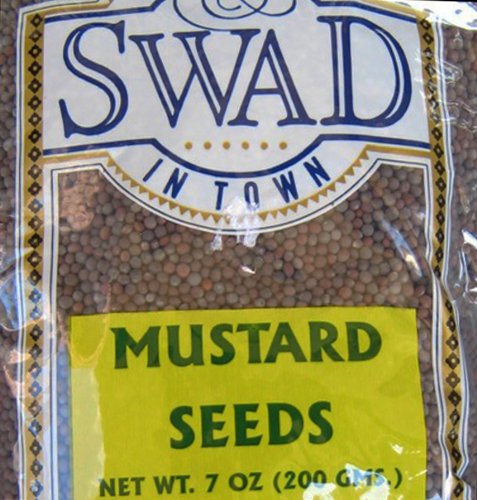 &
SWAD
IN TOWN
MUSTARD
SEEDS
NET WT. 7 OZ (200 GMS.)